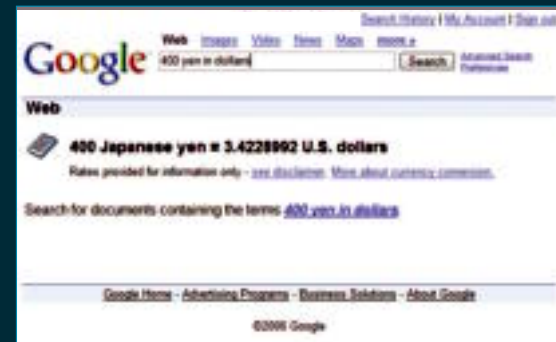 Search History | My Account | Sign out
Web Images Video News Maps more »
Google
400 yen in dollars
Search
Advanced Search
Preferences
Web
400 Japanese yen = 3.4228992 U.S. dollars
Rates provided for information only - see disclaimer. More about currency conversion.
Search for documents containing the terms 400 yen in dollars
Google Home - Advertising Programs - Business Solutions - About Google
©2006 Google